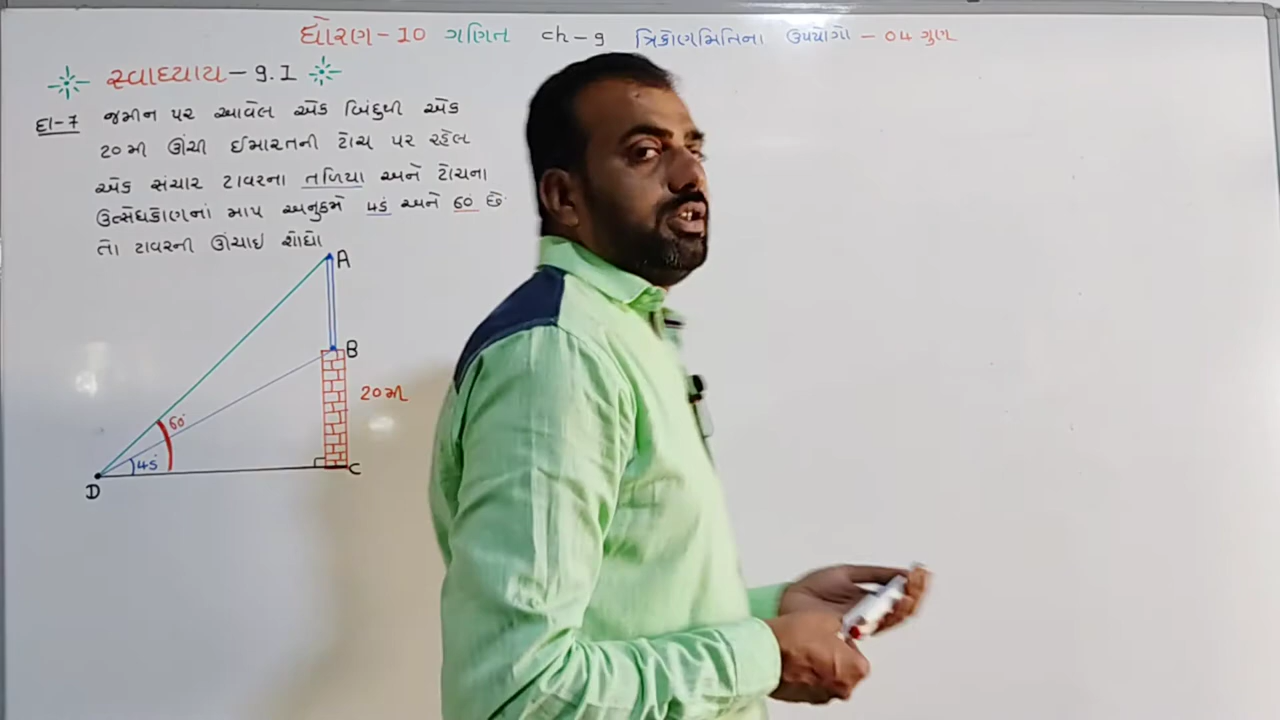 ધોરણ-10 ગણિત ch-9 ત્રિકોણમિતિના ઉપયોગો - 04 ગુણ
સ્વાધ્યાય - 9.1
દા-7 જમીન પર આવેલ એક બિંદુથી એક
20 મી ઊંચી ઈમારતની ટોચ પર રહેલ
એક સંચાર ટાવરના તળિયા અને ટોચના
ઉત્સેધકોણનાં માપ અનુક્રમે 45° અને 60° છે.
તો ટાવરની ઊંચાઈ શોધો
A
B
20 મી
60°
45°
C
D